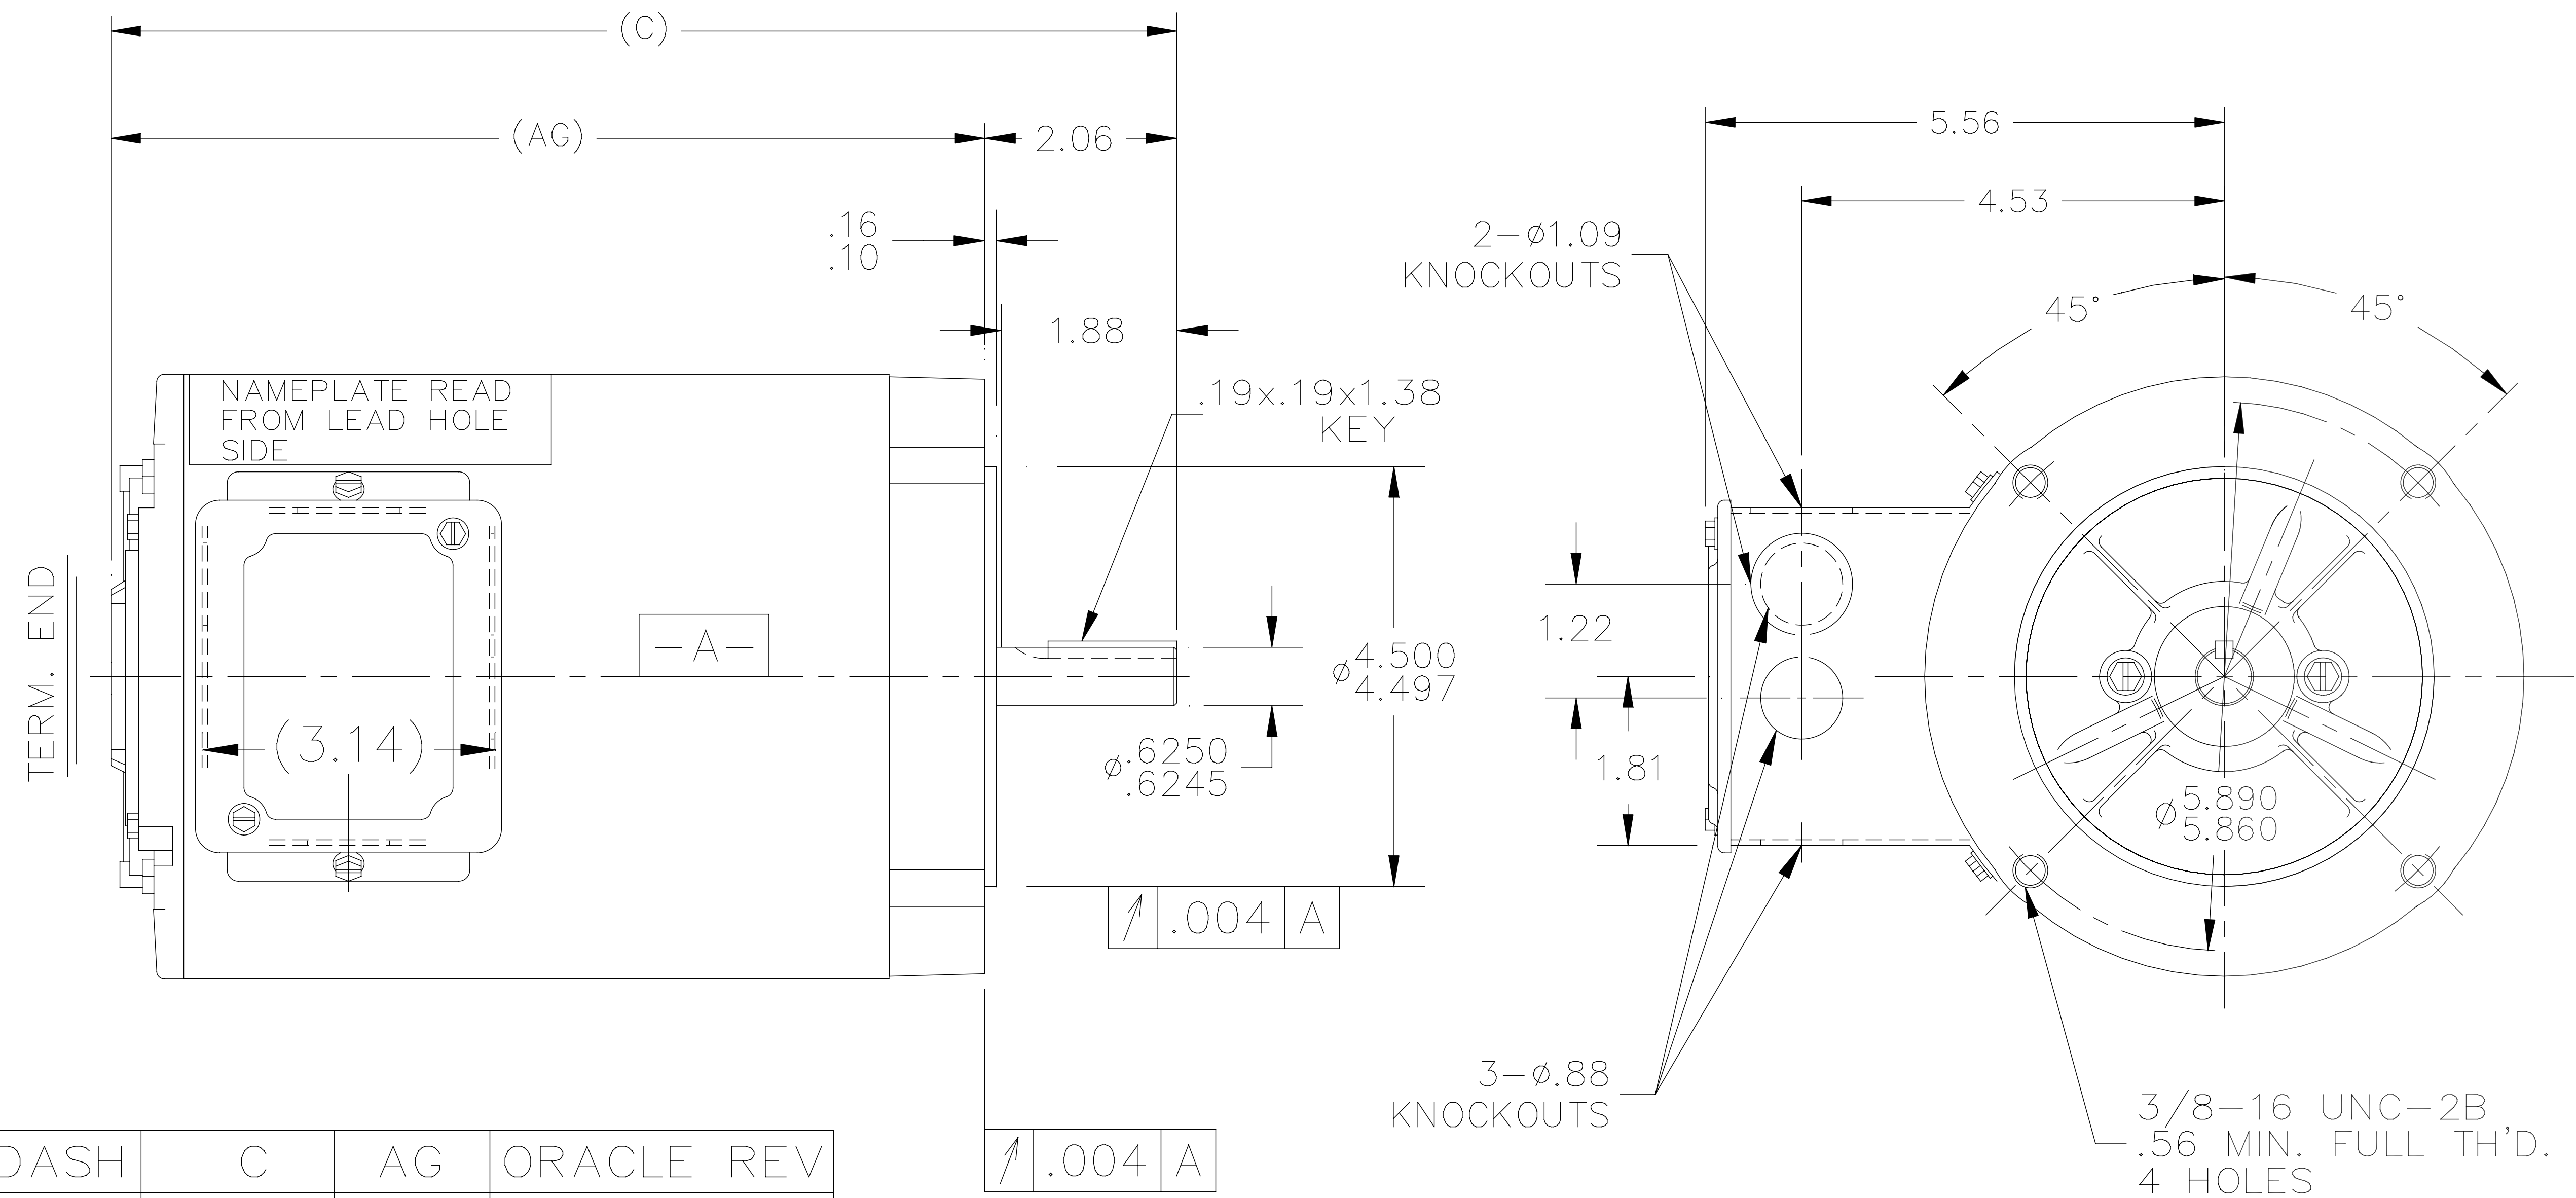 (C)
(AG)
2.06
.16
.10
1.88
NAMEPLATE READ
FROM LEAD HOLE
SIDE
.19x.19x1.38
KEY
TERM. END
-A-
(3.14)
ø4.500
4.497
ø.6250
.6245
.004 A
.004 A
5.56
4.53
2-ø1.09
KNOCKOUTS
45°
45°
1.22
1.81
ø5.890
5.860
3-ø.88
KNOCKOUTS
3/8-16 UNC-2B
.56 MIN. FULL TH'D.
4 HOLES
DASH C AG ORACLE REV